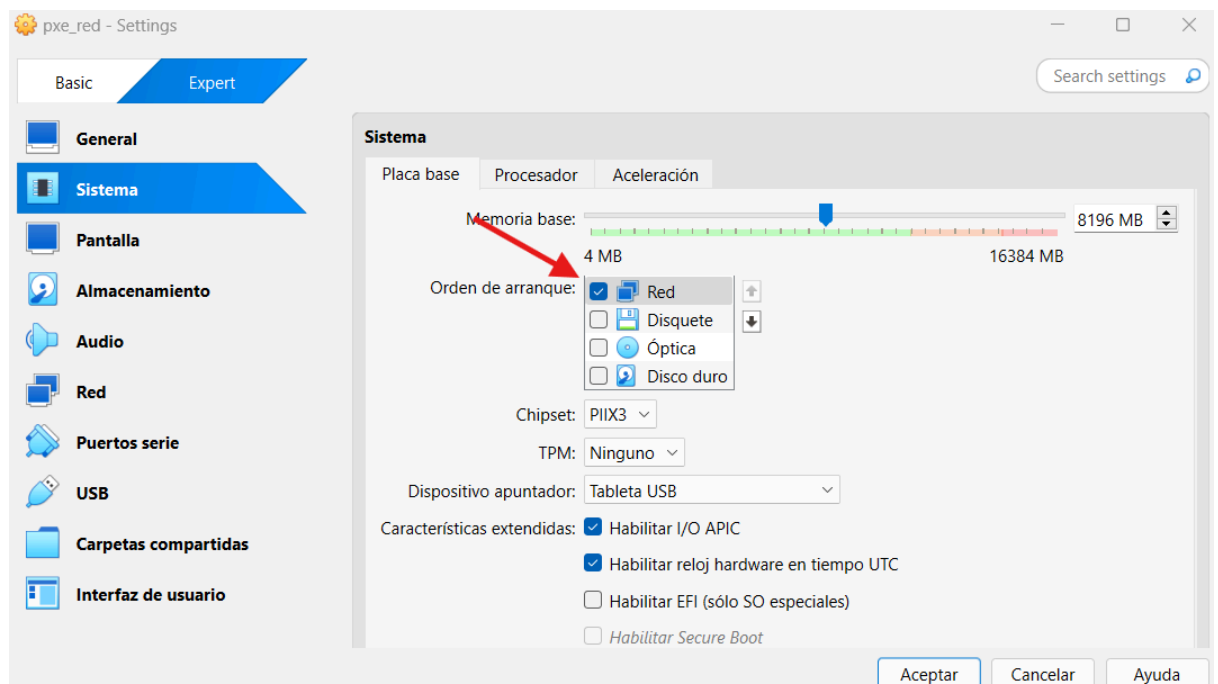 pxe_red - Settings
Basic
Expert
Search settings
General
Sistema
Pantalla
Almacenamiento
Audio
Red
Puertos serie
USB
Carpetas compartidas
Interfaz de usuario
Sistema
Placa base
Procesador
Aceleración
Memoria base:
8196 MB
4 MB
16384 MB
Orden de arranque:
Red
Disquete
Óptica
Disco duro
Chipset: PIIX3
TPM: Ninguno
Dispositivo apuntador: Tableta USB
Características extendidas: Habilitar I/O APIC
Habilitar reloj hardware en tiempo UTC
Habilitar EFI (sólo SO especiales)
Habilitar Secure Boot
Aceptar
Cancelar
Ayuda